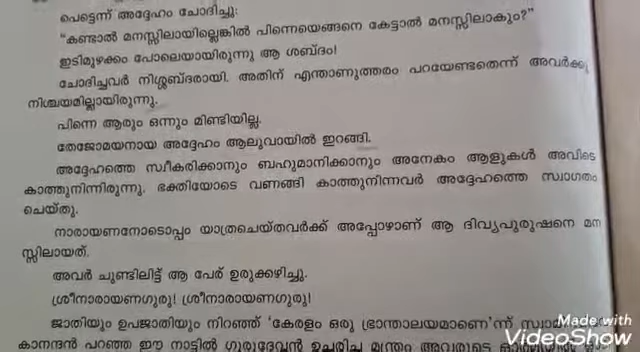 പെട്ടെന്ന് അദ്ദേഹം ചോദിച്ചു:
“കണ്ടാൽ മനസ്സിലായില്ലെങ്കിൽ പിന്നെയെങ്ങനെ കേട്ടാൽ മനസ്സിലാകും?”
ഇടിമുഴക്കം പോലെയായിരുന്നു ആ ശബ്ദം!
ചോദിച്ചവർ നിശ്ശബ്ദരായി. അതിന് എന്താണുത്തരം പറയേണ്ടതെന്ന് അവർക്കു
നിശ്ചയമില്ലായിരുന്നു.
പിന്നെ ആരും ഒന്നും മിണ്ടിയില്ല.
തേജോമയനായ അദ്ദേഹം ആലുവായിൽ ഇറങ്ങി.
അദ്ദേഹത്തെ സ്വീകരിക്കാനും ബഹുമാനിക്കാനും അനേകം ആളുകൾ അവിടെ
കാത്തുനിന്നിരുന്നു. ഭക്തിയോടെ വണങ്ങി കാത്തുനിന്നവർ അദ്ദേഹത്തെ സ്വാഗതം
ചെയ്തു.
നാരായണനോടൊപ്പം യാത്രചെയ്തവർക്ക് അപ്പോഴാണ് ആ ദിവ്യപുരുഷനെ മന
സ്സിലായത്.
അവർ ചുണ്ടിലിട്ട് ആ പേര് ഉരുക്കഴിച്ചു.
ശ്രീനാരായണഗുരു! ശ്രീനാരായണഗുരു!
ജാതിയും ഉപജാതിയും നിറഞ്ഞ് ‘കേരളം ഒരു ഭ്രാന്താലയമാണെ’ന്ന്
കാനന്ദൻ പറഞ്ഞ ഈ നാട്ടിൽ ഗുരുദേവൻ ഉച്ചരിച്ച മന്ത്രം അവരുടെ
Made with
VideoShow